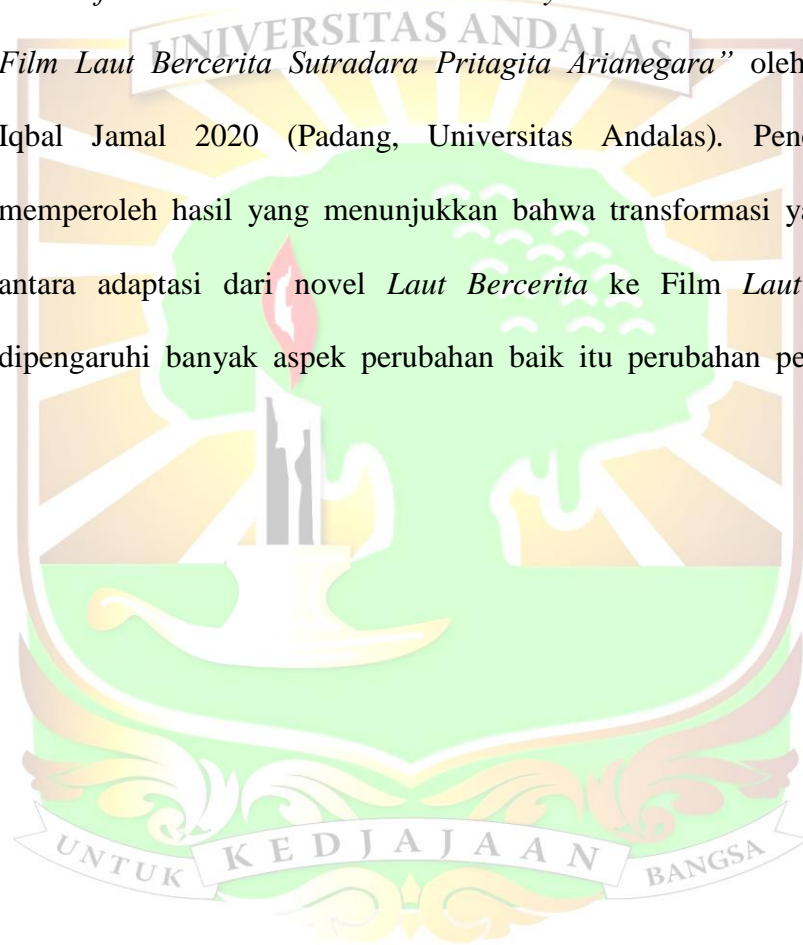 UNIVERSITAS ANDALAS
Film Laut Bercerita Sutradara Pritagita Arianegara” oleh
Iqbal Jamal 2020 (Padang, Universitas Andalas).
memperoleh hasil yang menunjukkan bahwa transformasi
antara adaptasi dari novel Laut Bercerita ke Film Laut
dipengaruhi banyak aspek perubahan baik itu perubahan
UNTUK KEDJAJAAN BANGSA